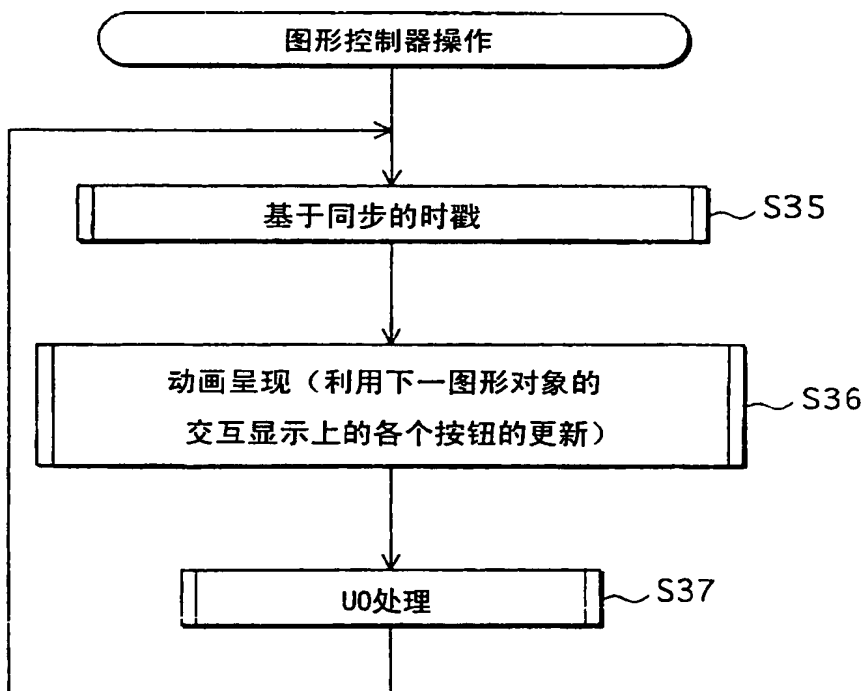 图形控制器操作
基于同步的时戳
S35
动画呈现（利用下一图形对象的
交互显示上的各个按钮的更新）
S36
UO处理
S37